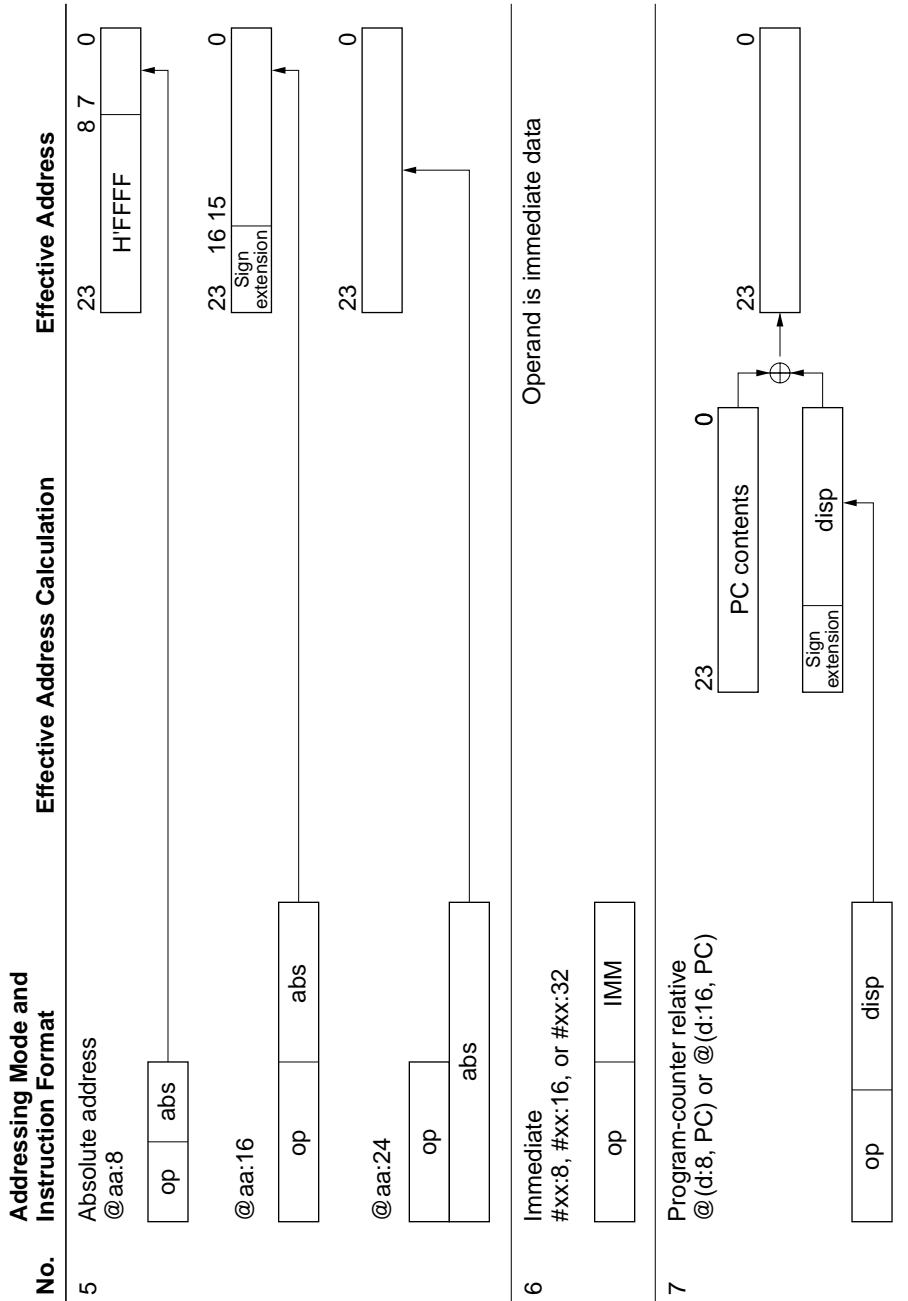 No. Addressing Mode and Instruction Format Effective Address Calculation Effective Address
5 Absolute address
@aa:8
op abs
23 8 7 0
H'FFFF
@aa:16
op abs
23 16 15 0
Sign extension
@aa:24
op
abs
23 0
6 Immediate
#xx:8, #xx:16, or #xx:32
op IMM
Operand is immediate data
7 Program-counter relative
@(d:8, PC) or @(d:16, PC)
23 0
PC contents
23 0
Sign extension disp
op disp